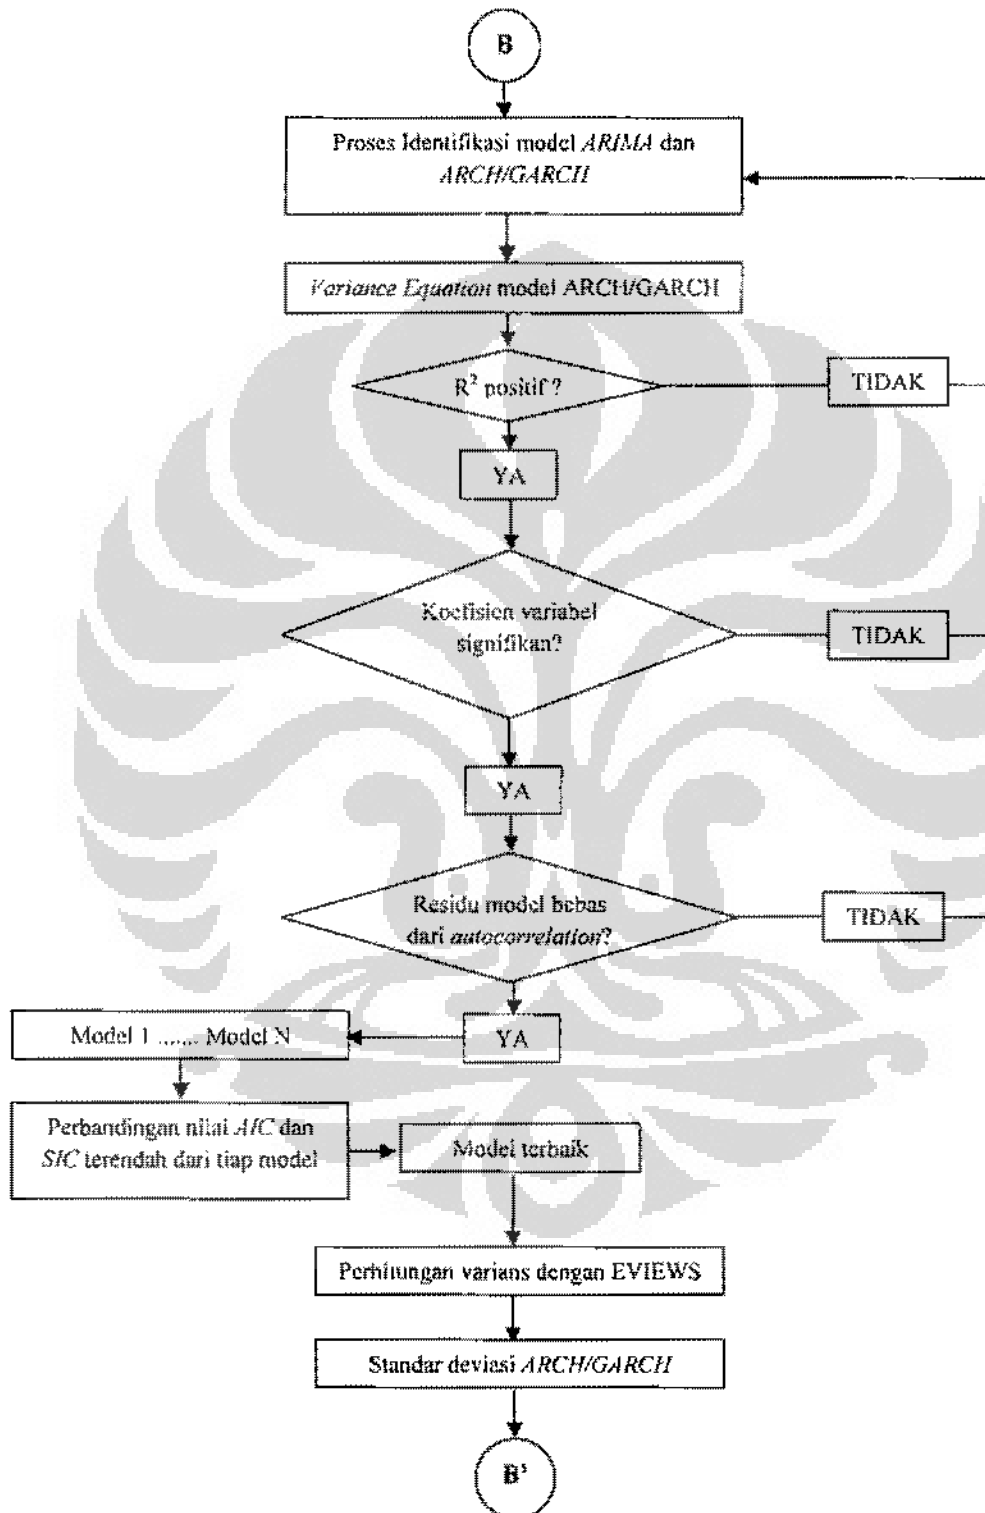 B
Proses Identifikasi model ARIMA dan
ARCH/GARCH
Variance Equation model ARCH/GARCH
R² positif ?
TIDAK
YA
Koefisien variabel
signifikan?
TIDAK
YA
Residu model bebas
dari autocorrelation?
TIDAK
YA
Model 1 ....... Model N
Perbandingan nilai AIC dan
SIC terendah dari tiap model
Model terbaik
Perhitungan varians dengan EVIEWS
Standar deviasi ARCH/GARCH
B'